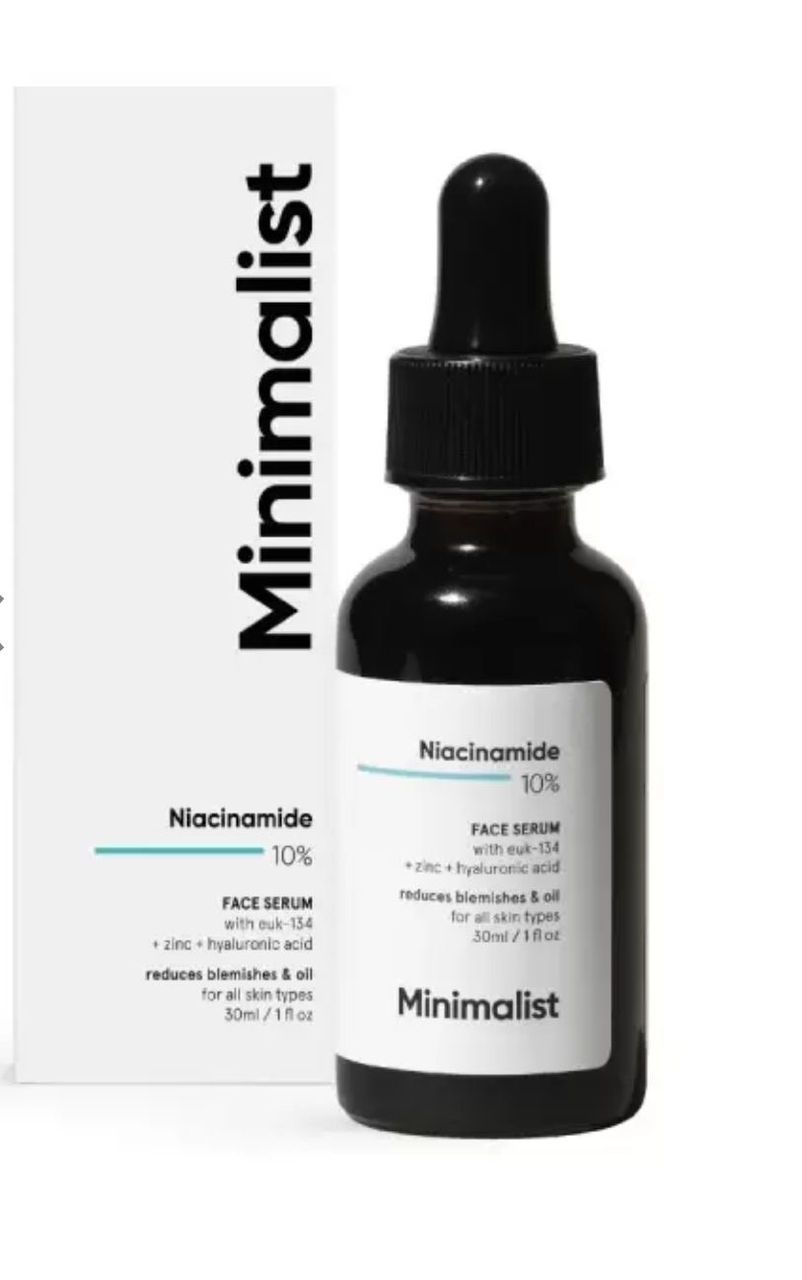 Minimalist
Niacinamide
10%
FACE SERUM
with euk-134
+ zinc + hyaluronic acid
reduces blemishes & oil
for all skin types
30ml / 1 fl oz
Niacinamide
10%
FACE SERUM
with euk-134
+ zinc + hyaluronic acid
reduces blemishes & oil
for all skin types
30ml / 1 fl oz
Minimalist